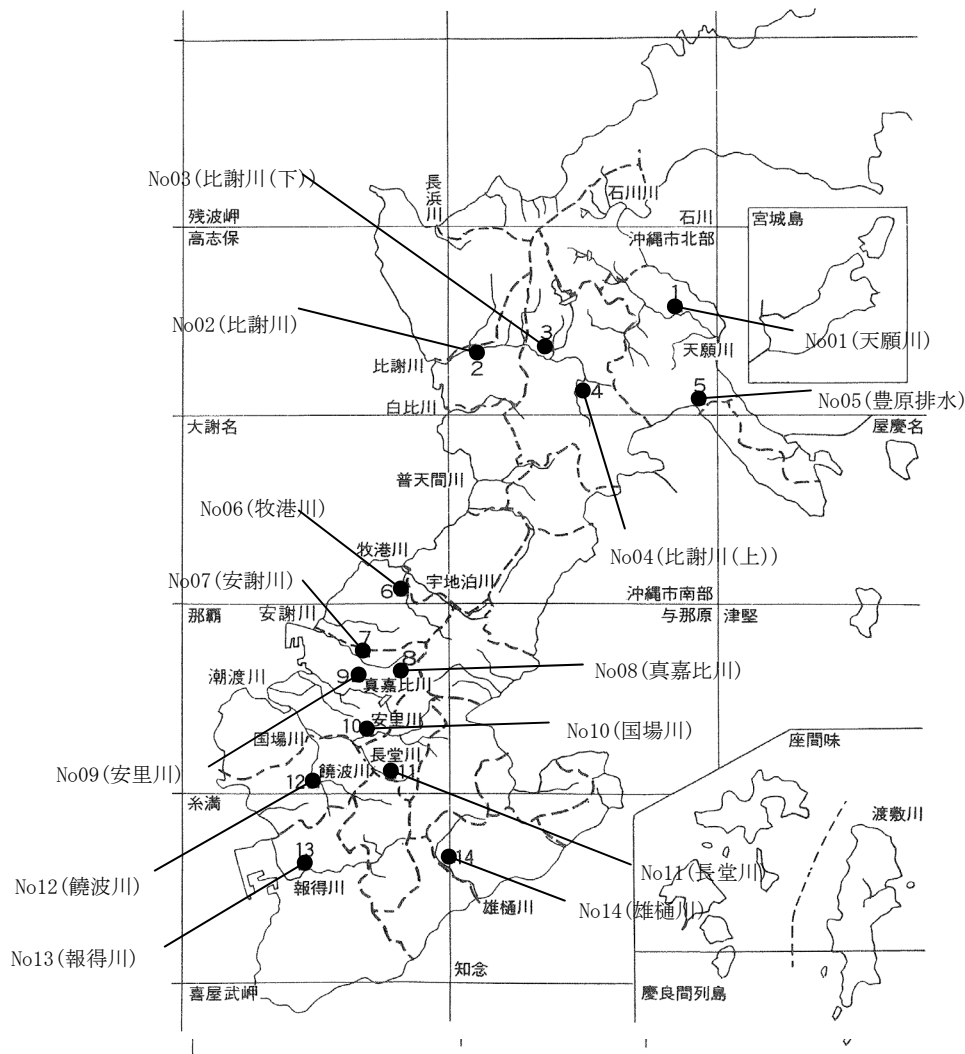 No03(比謝川(下))
長浜川
石川川
残波岬
石川
宮城島
高志保
沖縄市北部
1
No02(比謝川)
3
No01(天願川)
天願川
比謝川
2
4
5
No05(豊原排水)
白比川
大謝名
屋慶名
普天間川
No06(牧港川)
牧港川
No04(比謝川(上))
No07(安謝川)
宇地泊川
6
沖縄市南部
那覇
安謝川
与那原
津堅
7
8
No08(真嘉比川)
潮渡川
9
真嘉比川
10
安里川
No10(国場川)
国場川
座間味
長堂川
No09(安里川)
饒波川
11
12
糸満
渡敷川
13
14
No11(長堂川)
No12(饒波川)
報得川
雄樋川
No14(雄樋川)
No13(報得川)
知念
喜屋武岬
慶良間列島